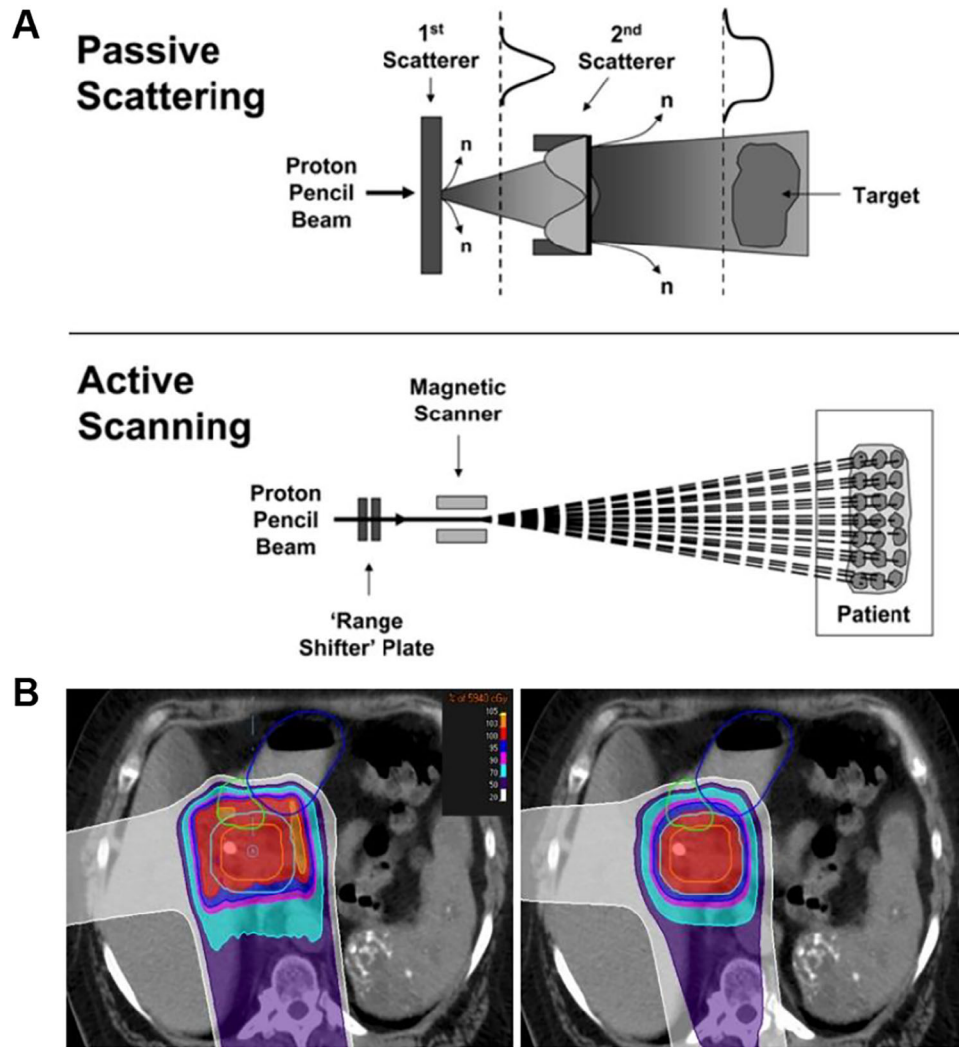 A
Passive
Scattering
1st
Scatterer
2nd
Scatterer
n
n
n
n
Proton
Pencil
Beam
Target
Active
Scanning
Magnetic
Scanner
Proton
Pencil
Beam
'Range
Shifter' Plate
Patient
B
% of 5940 cGy
105
103
100
95
90
70
50
20